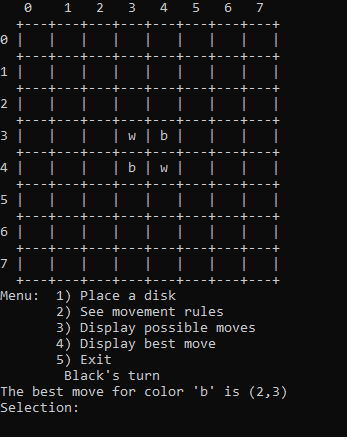 0    1   2   3   4   5   6   7
  +---+---+---+---+---+---+---+---+
0 |   |   |   |   |   |   |   |   |
  +---+---+---+---+---+---+---+---+
1 |   |   |   |   |   |   |   |   |
  +---+---+---+---+---+---+---+---+
2 |   |   |   |   |   |   |   |   |
  +---+---+---+---+---+---+---+---+
3 |   |   |   | w | b |   |   |   |
  +---+---+---+---+---+---+---+---+
4 |   |   |   | b | w |   |   |   |
  +---+---+---+---+---+---+---+---+
5 |   |   |   |   |   |   |   |   |
  +---+---+---+---+---+---+---+---+
6 |   |   |   |   |   |   |   |   |
  +---+---+---+---+---+---+---+---+
7 |   |   |   |   |   |   |   |   |
  +---+---+---+---+---+---+---+---+
Menu:  1) Place a disk
       2) See movement rules
       3) Display possible moves
       4) Display best move
       5) Exit
        Black's turn
The best move for color 'b' is (2,3)
Selection: